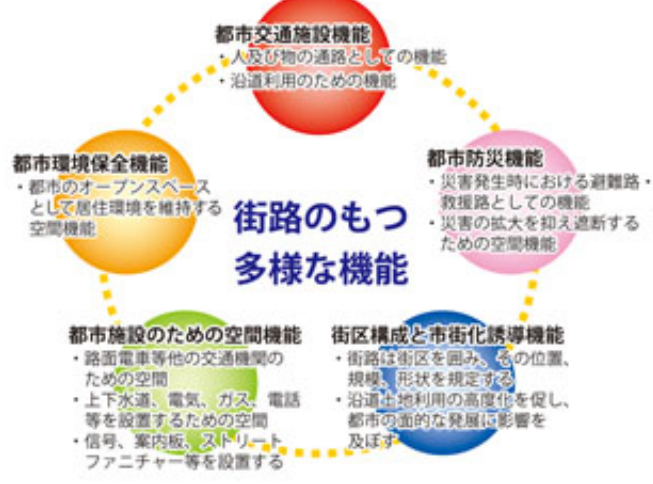 都市交通施設機能
・人及び物の通路としての機能
・沿道利用のための機能
都市環境保全機能
・都市のオープンスペース
として居住環境を維持する
空間機能
都市防災機能
・災害発生時における避難路・
救援路としての機能
・災害の拡大を抑え遮断する
ための空間機能
街路のもつ
多様な機能
都市施設のための空間機能
・路面電車等他の交通機関の
ための空間
・上下水道、電気、ガス、電話
等を設置するための空間
・信号、案内板、ストリート
ファニチャー等を設置する
街区構成と市街化誘導機能
・街路は街区を囲み、その位置、
規模、形状を規定する
・沿道土地利用の高度化を促し、
都市の面的な発展に影響を
及ぼす